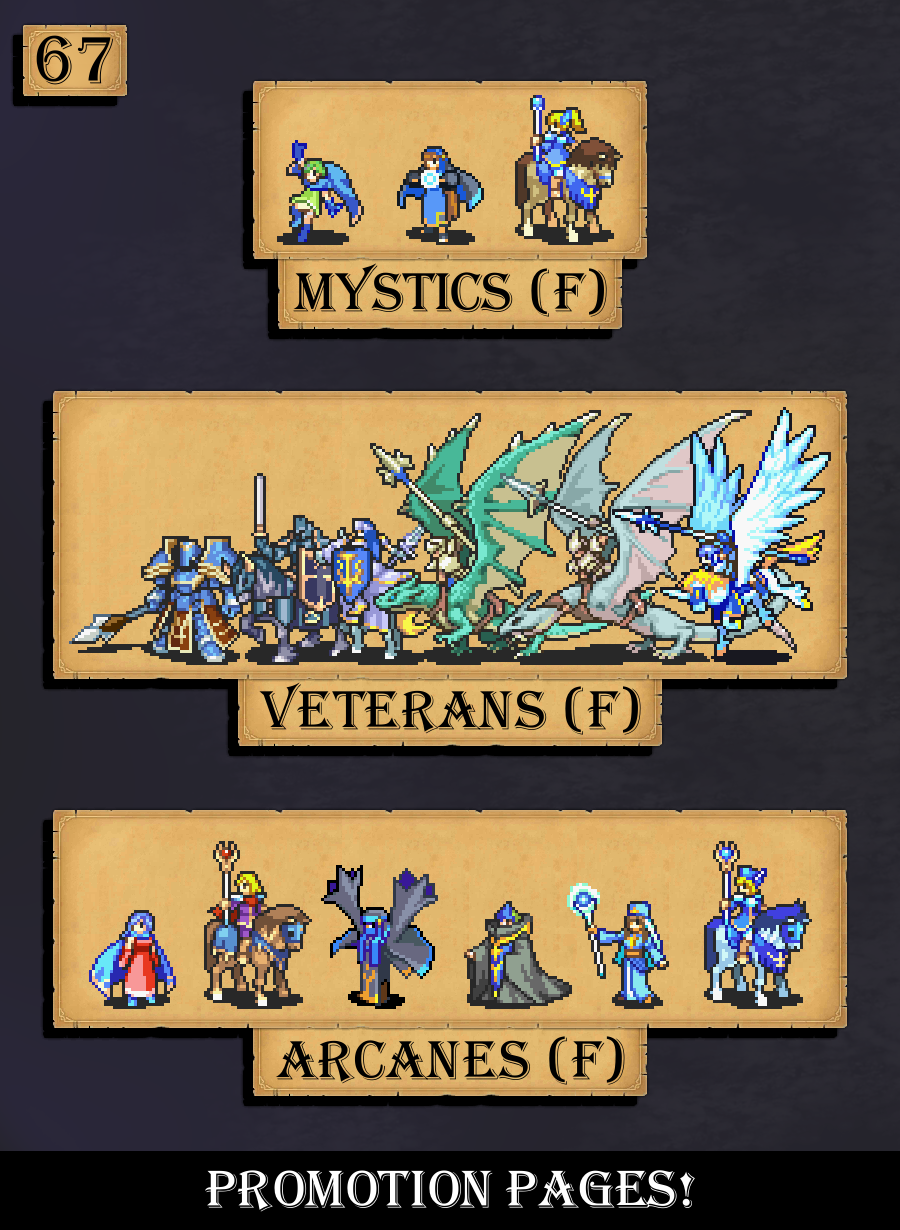 67
MYSTICS (F)
VETERANS (F)
ARCANES (F)
PROMOTION PAGES!